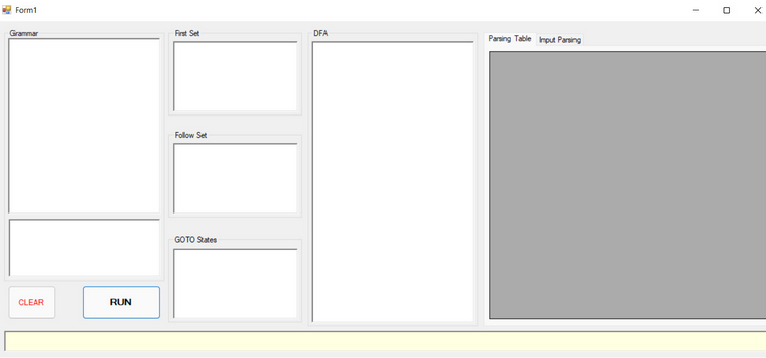 Form1
Grammar
First Set
DFA
Parsing Table
Input Parsing
Follow Set
GOTO States
CLEAR
RUN